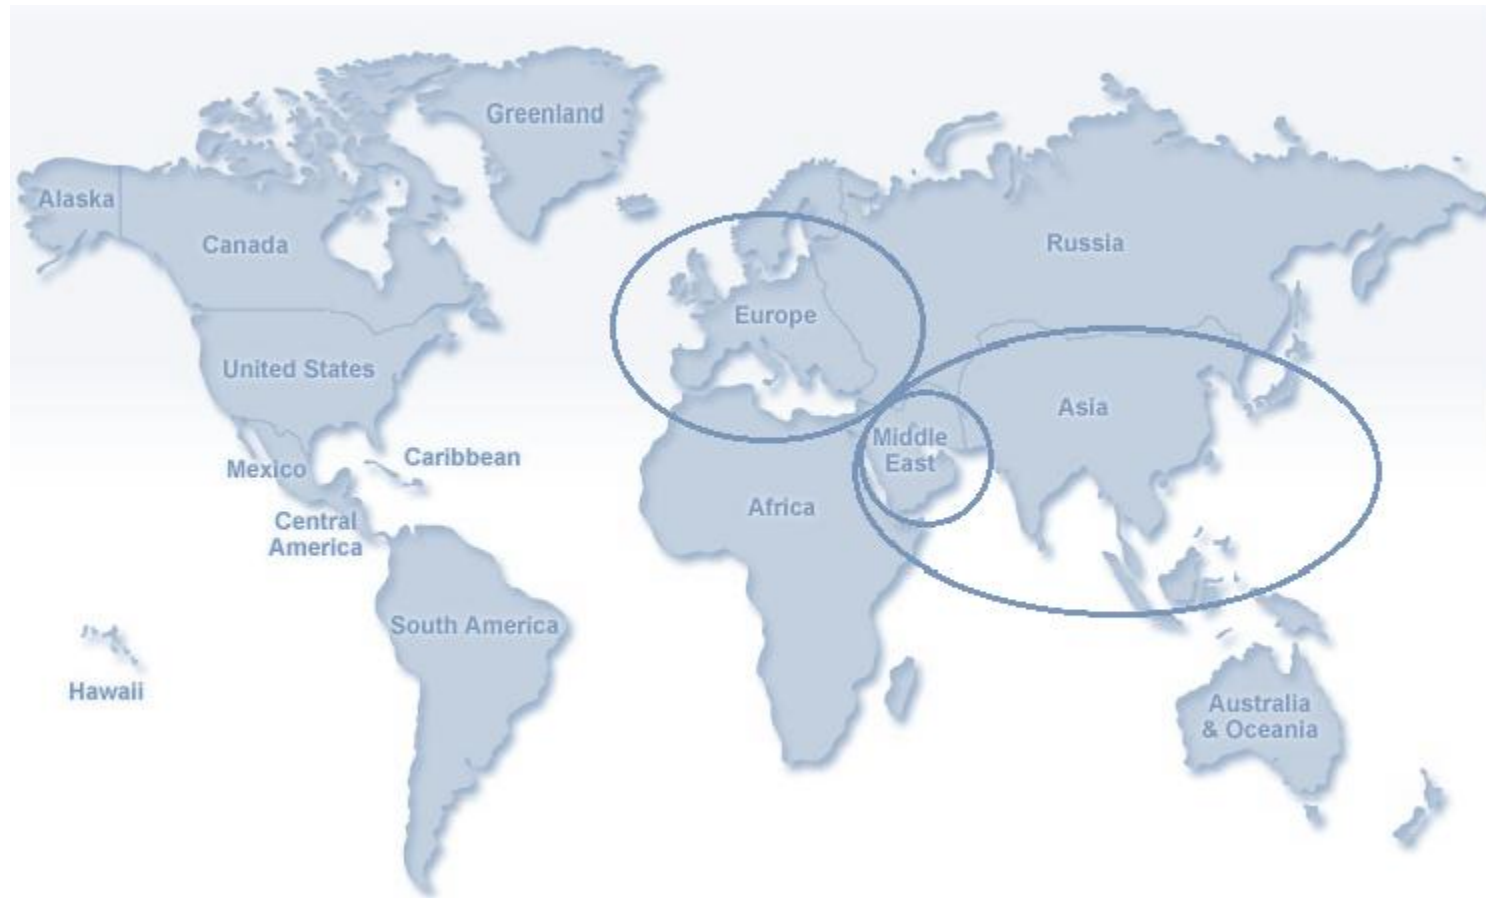 Greenland
Alaska
Canada
Russia
Europe
United States
Asia
Middle
East
Mexico
Caribbean
Africa
Central
America
South America
Hawaii
Australia
& Oceania